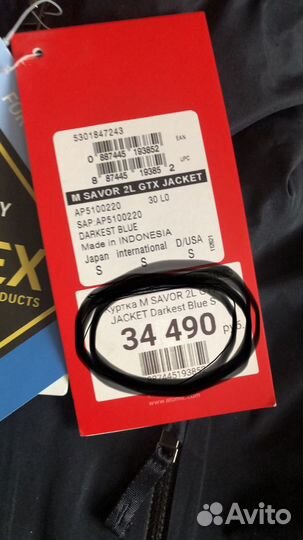 FO
Y
EX
PRODUCTS
5301847243
0 887445 193852 EAN
8 87445 19385 2 UPC
M SAVOR 2L GTX JACKET
AP5100220 30 L0
SAP:AP5100220
DARKEST BLUE
Made in INDONESIA
Japan international D/USA
S S S
Куртка M SAVOR 2L
JACKET Darkest Blue S
34 490 руб.
887445193852
Avito